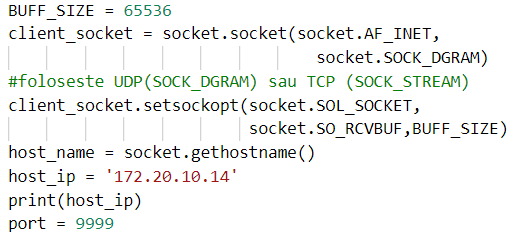 BUFF_SIZE = 65536
client_socket = socket.socket(socket.AF_INET,
socket.SOCK_DGRAM)
#foloseste UDP(SOCK_DGRAM) sau TCP (SOCK_STREAM)
client_socket.setsockopt(socket.SOL_SOCKET,
socket.SO_RCVBUF,BUFF_SIZE)
host_name = socket.gethostname()
host_ip = '172.20.10.14'
print(host_ip)
port = 9999